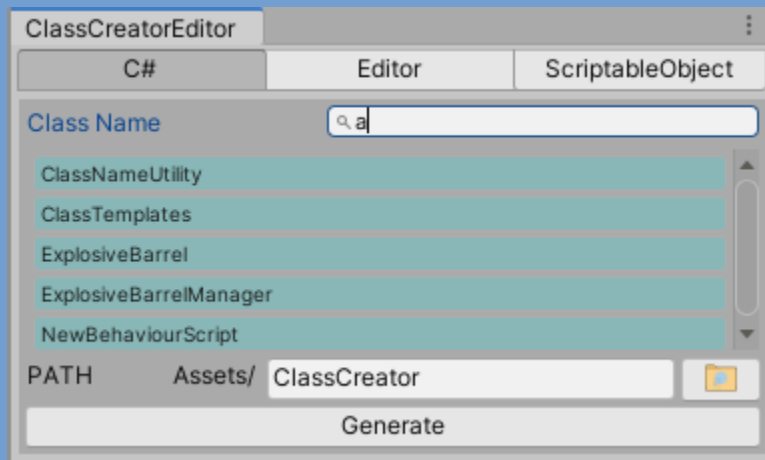 ClassCreatorEditor
C# Editor ScriptableObject
Class Name a
ClassNameUtility
ClassTemplates
ExplosiveBarrel
ExplosiveBarrelManager
NewBehaviourScript
PATH Assets/ ClassCreator
Generate